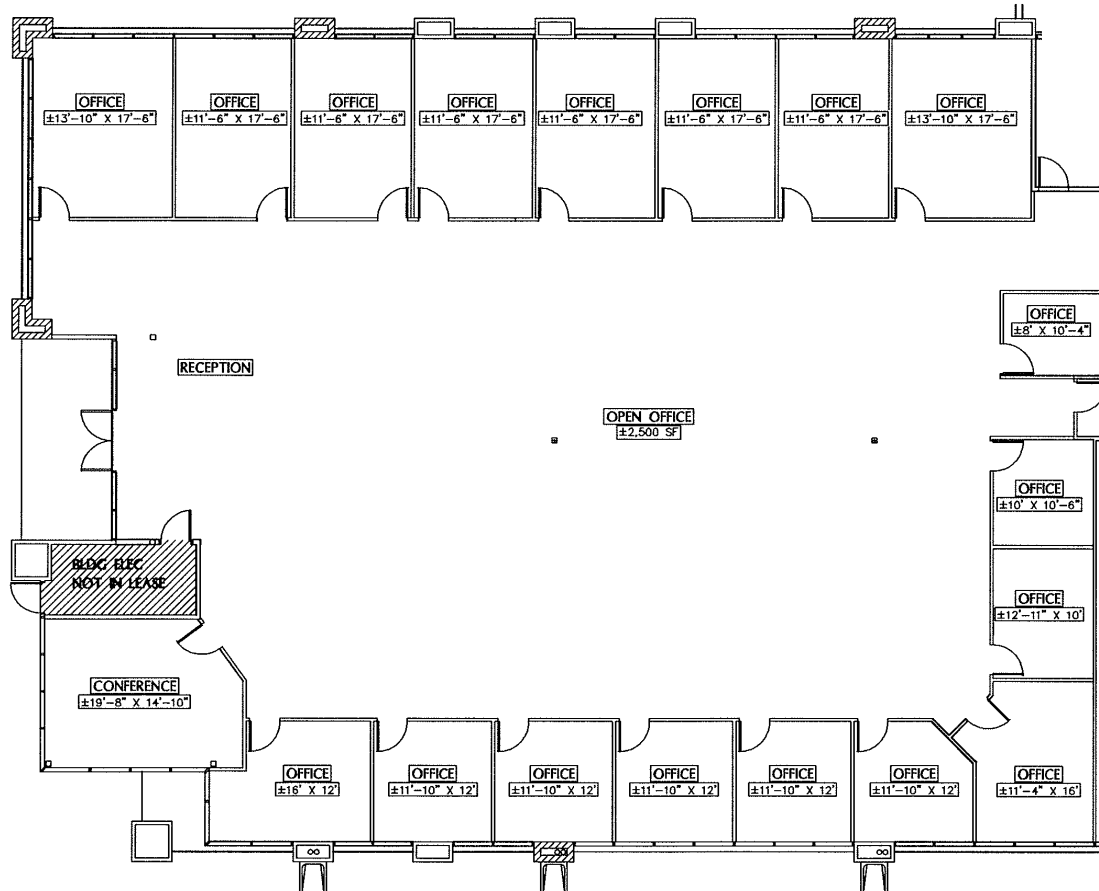 OFFICE
±13'-10" X 17'-6"
OFFICE
±11'-6" X 17'-6"
OFFICE
±11'-6" X 17'-6"
OFFICE
±11'-6" X 17'-6"
OFFICE
±11'-6" X 17'-6"
OFFICE
±11'-6" X 17'-6"
OFFICE
±11'-6" X 17'-6"
OFFICE
±13'-10" X 17'-6"
OFFICE
±8' X 10'-4"
RECEPTION
OPEN OFFICE
±2,500 SF
OFFICE
±10' X 10'-6"
BLDG ELEC
NOT IN LEASE
OFFICE
±12'-11" X 10'
CONFERENCE
±19'-8" X 14'-10"
OFFICE
±16' X 12'
OFFICE
±11'-10" X 12'
OFFICE
±11'-10" X 12'
OFFICE
±11'-10" X 12'
OFFICE
±11'-10" X 12'
OFFICE
±11'-10" X 12'
OFFICE
±11'-4" X 16'